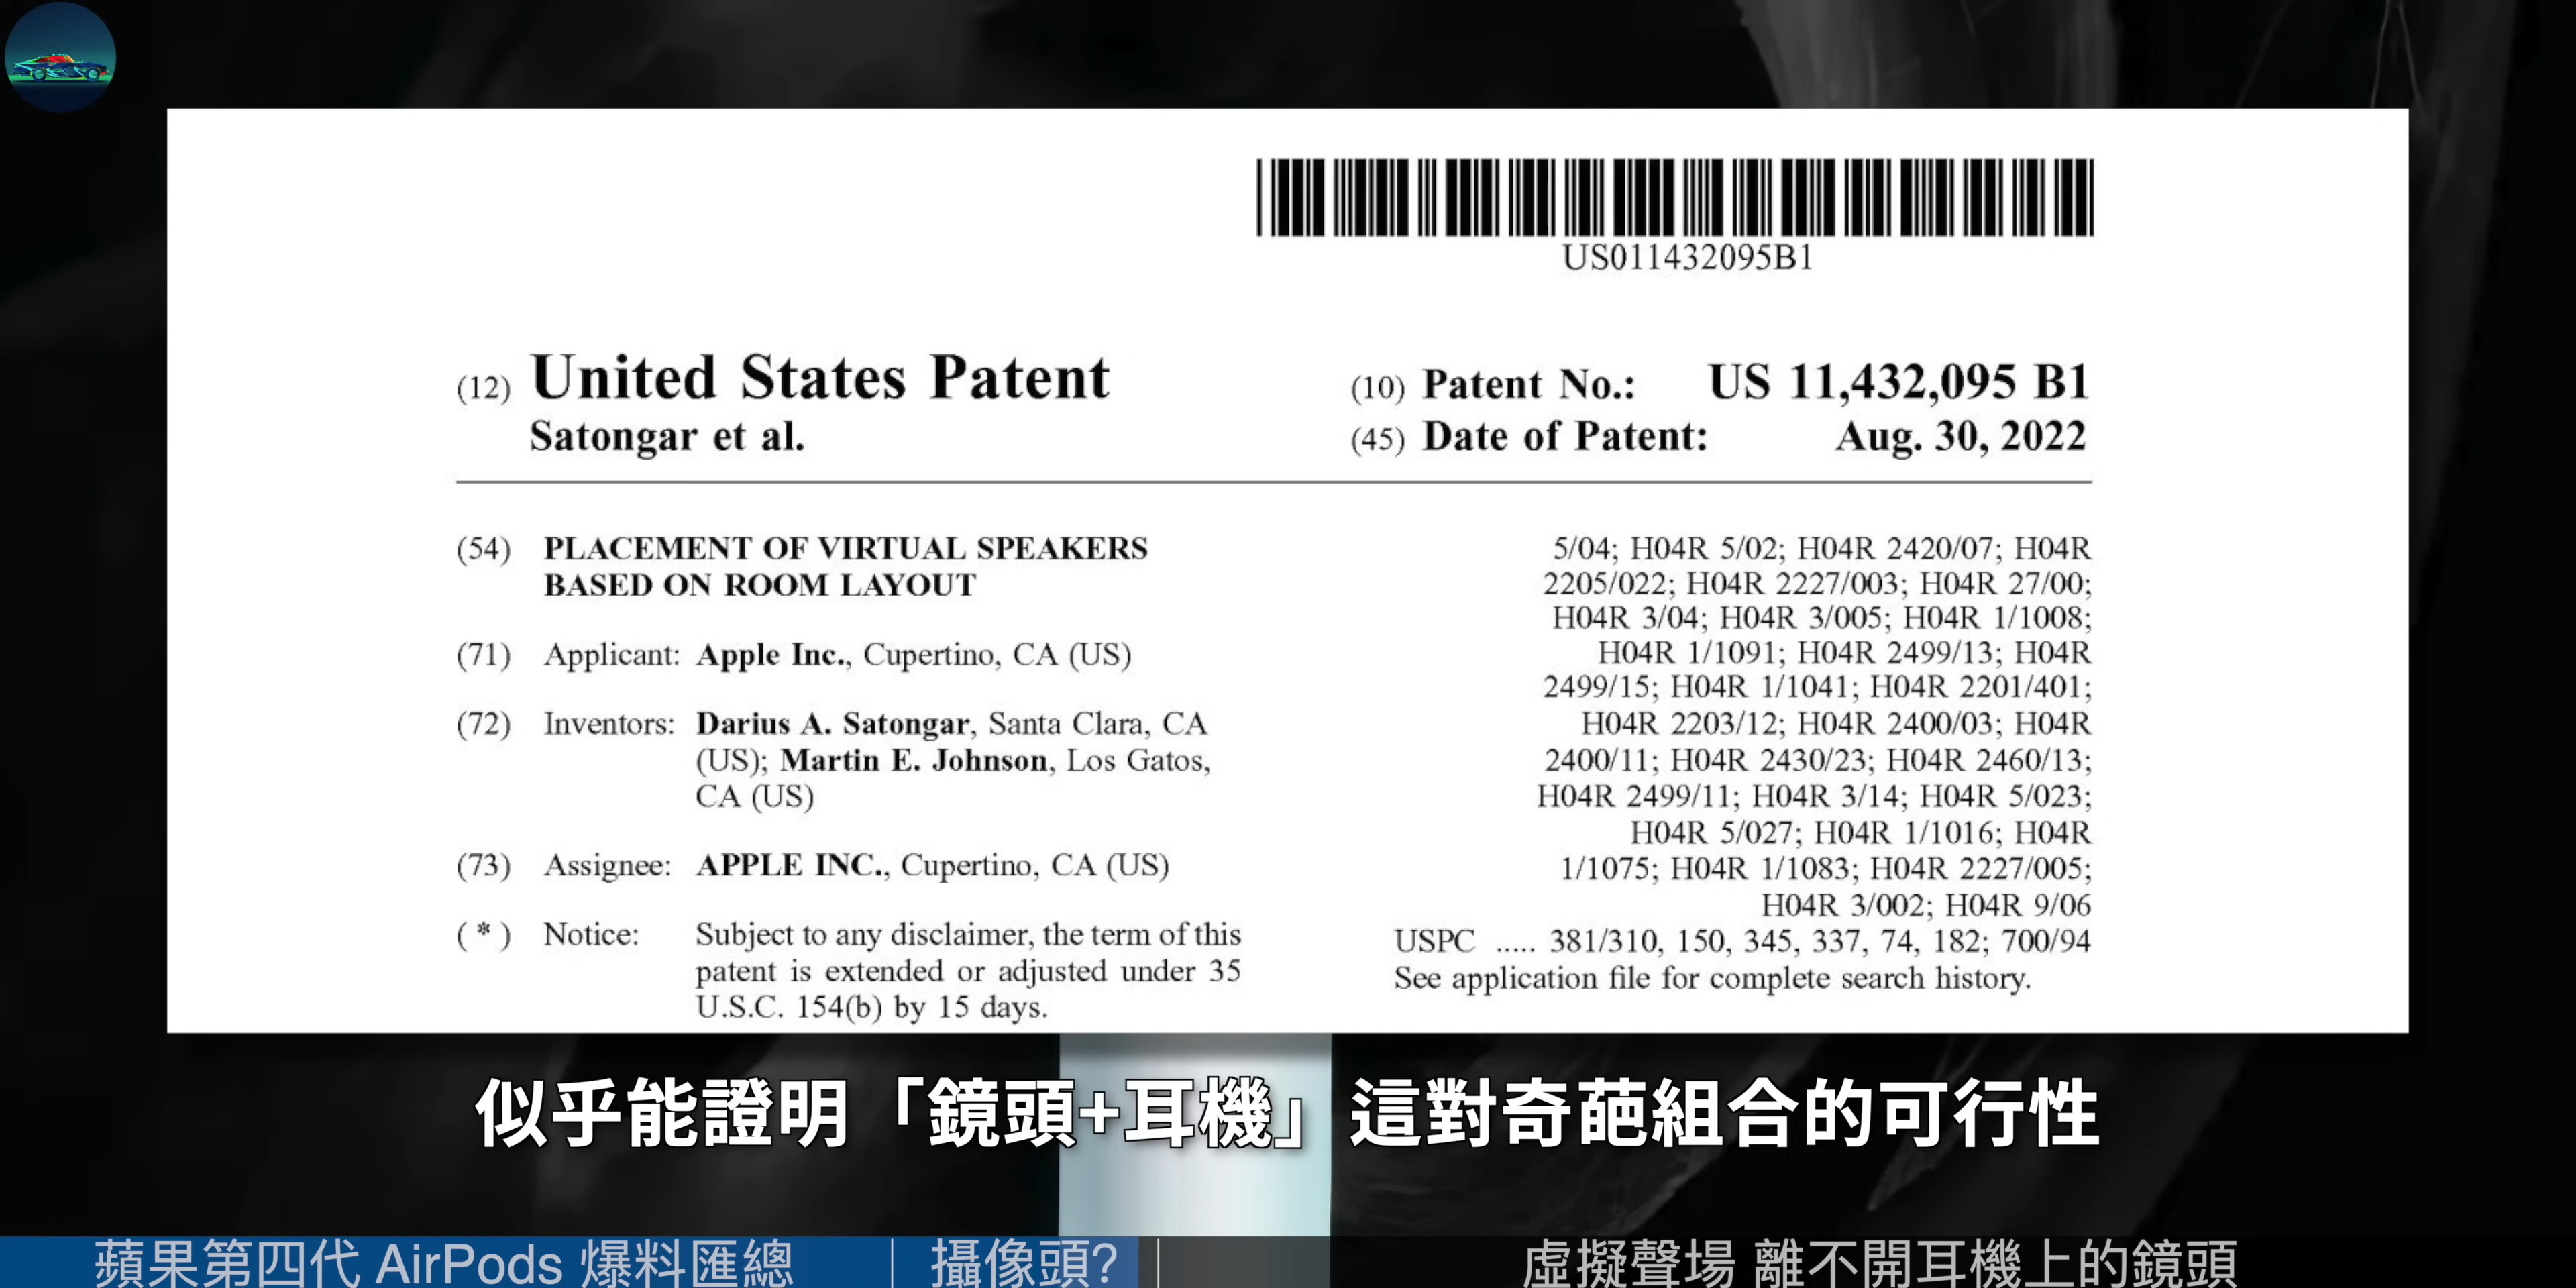 US011432095B1
(12) United States Patent
Satongar et al.
(10) Patent No.: US 11,432,095 B1
(45) Date of Patent: Aug. 30, 2022
(54) PLACEMENT OF VIRTUAL SPEAKERS
BASED ON ROOM LAYOUT
(71) Applicant: Apple Inc., Cupertino, CA (US)
(72) Inventors: Darius A. Satongar, Santa Clara, CA
(US); Martin E. Johnson, Los Gatos,
CA (US)
(73) Assignee: APPLE INC., Cupertino, CA (US)
( * ) Notice: Subject to any disclaimer, the term of this
patent is extended or adjusted under 35
U.S.C. 154(b) by 15 days.
5/04; H04R 5/02; H04R 2420/07; H04R
2205/022; H04R 2227/003; H04R 27/00;
H04R 3/04; H04R 3/005; H04R 1/1008;
H04R 1/1091; H04R 2499/13; H04R
2499/15; H04R 1/1041; H04R 2201/401;
H04R 2203/12; H04R 2400/03; H04R
2400/11; H04R 2430/23; H04R 2460/13;
H04R 2499/11; H04R 3/14; H04R 5/023;
H04R 5/027; H04R 1/1016; H04R
1/1075; H04R 1/1083; H04R 2227/005;
H04R 3/002; H04R 9/06
USPC ..... 381/310, 150, 345, 337, 74, 182; 700/94
See application file for complete search history.
似乎能證明「鏡頭+耳機」這對奇葩組合的可行性
蘋果第四代 AirPods 爆料匯總
攝像頭?
虛擬聲場 離不開耳機上的鏡頭